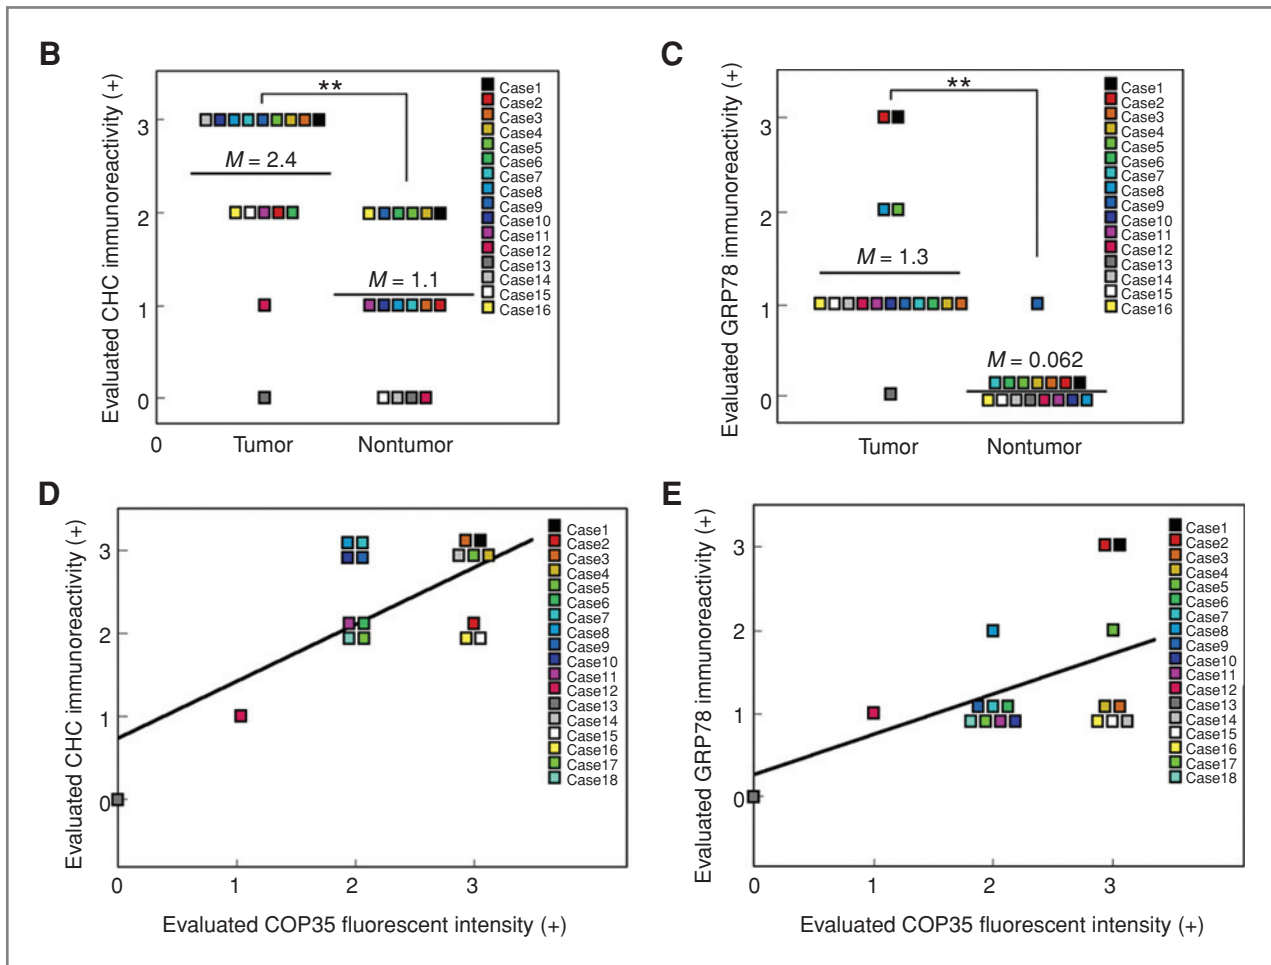 B
Evaluated CHC immunoreactivity (+)
3
2
1
0
0
**
M = 2.4
M = 1.1
Tumor
Nontumor
Case1
Case2
Case3
Case4
Case5
Case6
Case7
Case8
Case9
Case10
Case11
Case12
Case13
Case14
Case15
Case16
C
Evaluated GRP78 immunoreactivity (+)
3
2
1
0
**
M = 1.3
M = 0.062
Tumor
Nontumor
Case1
Case2
Case3
Case4
Case5
Case6
Case7
Case8
Case9
Case10
Case11
Case12
Case13
Case14
Case15
Case16
D
Evaluated CHC immunoreactivity (+)
3
2
1
0
0
1
2
3
Evaluated COP35 fluorescent intensity (+)
Case1
Case2
Case3
Case4
Case5
Case6
Case7
Case8
Case9
Case10
Case11
Case12
Case13
Case14
Case15
Case16
Case17
Case18
E
Evaluated GRP78 immunoreactivity (+)
3
2
1
0
0
1
2
3
Evaluated COP35 fluorescent intensity (+)
Case1
Case2
Case3
Case4
Case5
Case6
Case7
Case8
Case9
Case10
Case11
Case12
Case13
Case14
Case15
Case16
Case17
Case18